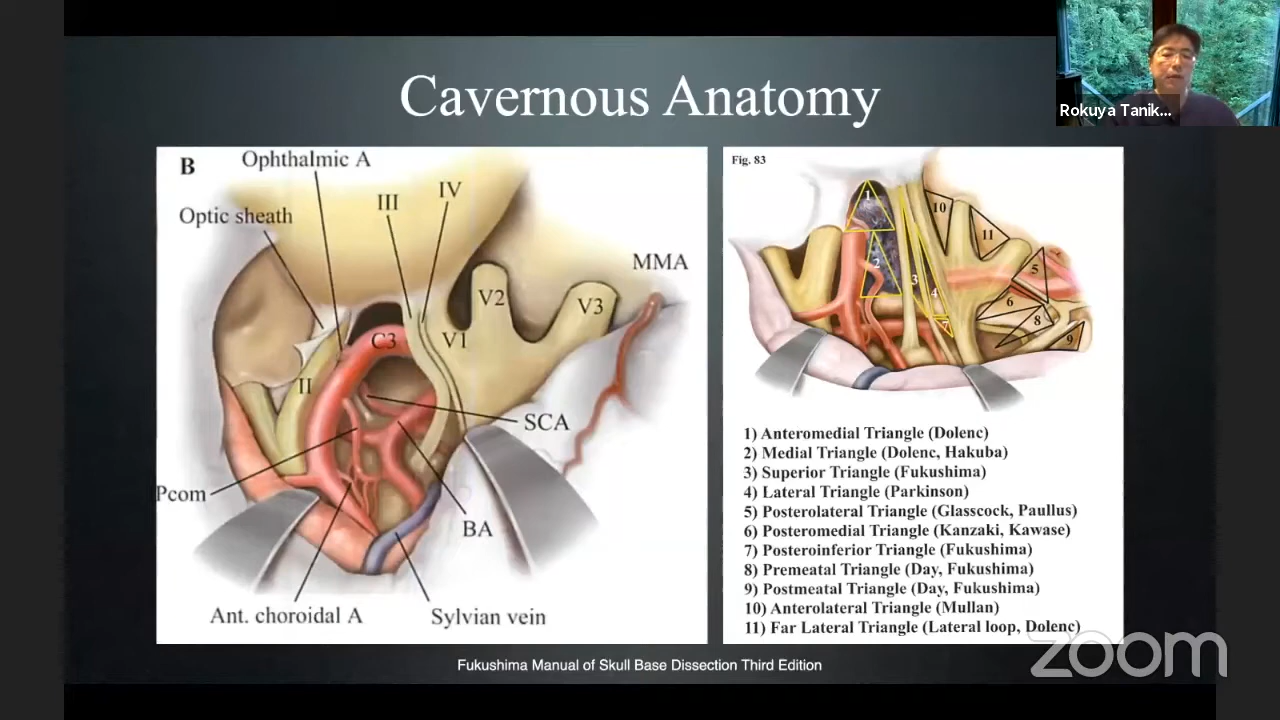 Cavernous Anatomy
Rokuya Tanik...
B
Ophthalmic A
Optic sheath
III
IV
MMA
V2
V3
C3
V1
II
SCA
Pcom
BA
Ant. choroidal A
Sylvian vein
Fig. 83
1
10
11
2
5
3
4
6
8
7
9
1) Anteromedial Triangle (Dolenc)
2) Medial Triangle (Dolenc, Hakuba)
3) Superior Triangle (Fukushima)
4) Lateral Triangle (Parkinson)
5) Posterolateral Triangle (Glasscock, Paullus)
6) Posteromedial Triangle (Kanzaki, Kawase)
7) Posteroinferior Triangle (Fukushima)
8) Premeatal Triangle (Day, Fukushima)
9) Postmeatal Triangle (Day, Fukushima)
10) Anterolateral Triangle (Mullan)
11) Far Lateral Triangle (Lateral loop, Dolenc)
Fukushima Manual of Skull Base Dissection Third Edition
zoom